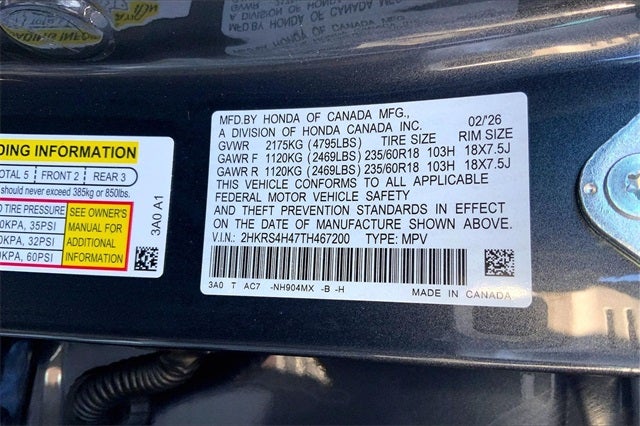 MFD.BY HONDA OF CANADA MFG.,
A DIVISION OF HONDA CANADA INC.
02/'26
GVWR 2175KG (4795LBS) TIRE SIZE RIM SIZE
GAWR F 1120KG (2469LBS) 235/60R18 103H 18X7.5J
GAWR R 1120KG (2469LBS) 235/60R18 103H 18X7.5J
THIS VEHICLE CONFORMS TO ALL APPLICABLE
FEDERAL MOTOR VEHICLE SAFETY
AND THEFT PREVENTION STANDARDS IN EFFECT
ON THE DATE OF MANUFACTURE SHOWN ABOVE.
V.I.N.: 2HKRS4H47TH467200 TYPE: MPV
3A0 T AC7 -NH904MX -B -H
MADE IN CANADA
DING INFORMATION
OTAL 5 FRONT 2 REAR 3
should never exceed 385kg or 850lbs.
TIRE PRESSURE
0KPA, 35PSI
0KPA, 32PSI
0KPA, 60PSI
SEE OWNER'S
MANUAL FOR
ADDITIONAL
INFORMATION
3A0 A1